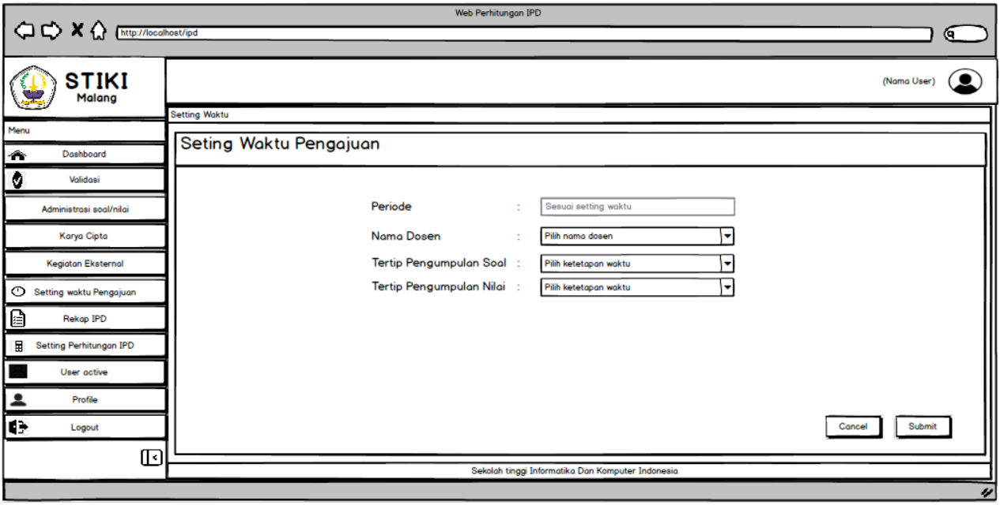 Web Perhitungan IPD
http://localhost/ipd
STIKI
Malang
(Nama User)
Setting Waktu
Menu
Dashboard
Validasi
Administrasi soal/nilai
Karya Cipta
Kegiatan Eksternal
Setting waktu Pengajuan
Rekap IPD
Setting Perhitungan IPD
User active
Profile
Logout
Seting Waktu Pengajuan
Periode : Sesuai setting waktu
Nama Dosen : Pilih nama dosen
Tertip Pengumpulan Soal : Pilih ketetapan waktu
Tertip Pengumpulan Nilai : Pilih ketetapan waktu
Cancel Submit
Sekolah tinggi Informatika Dan Komputer Indonesia